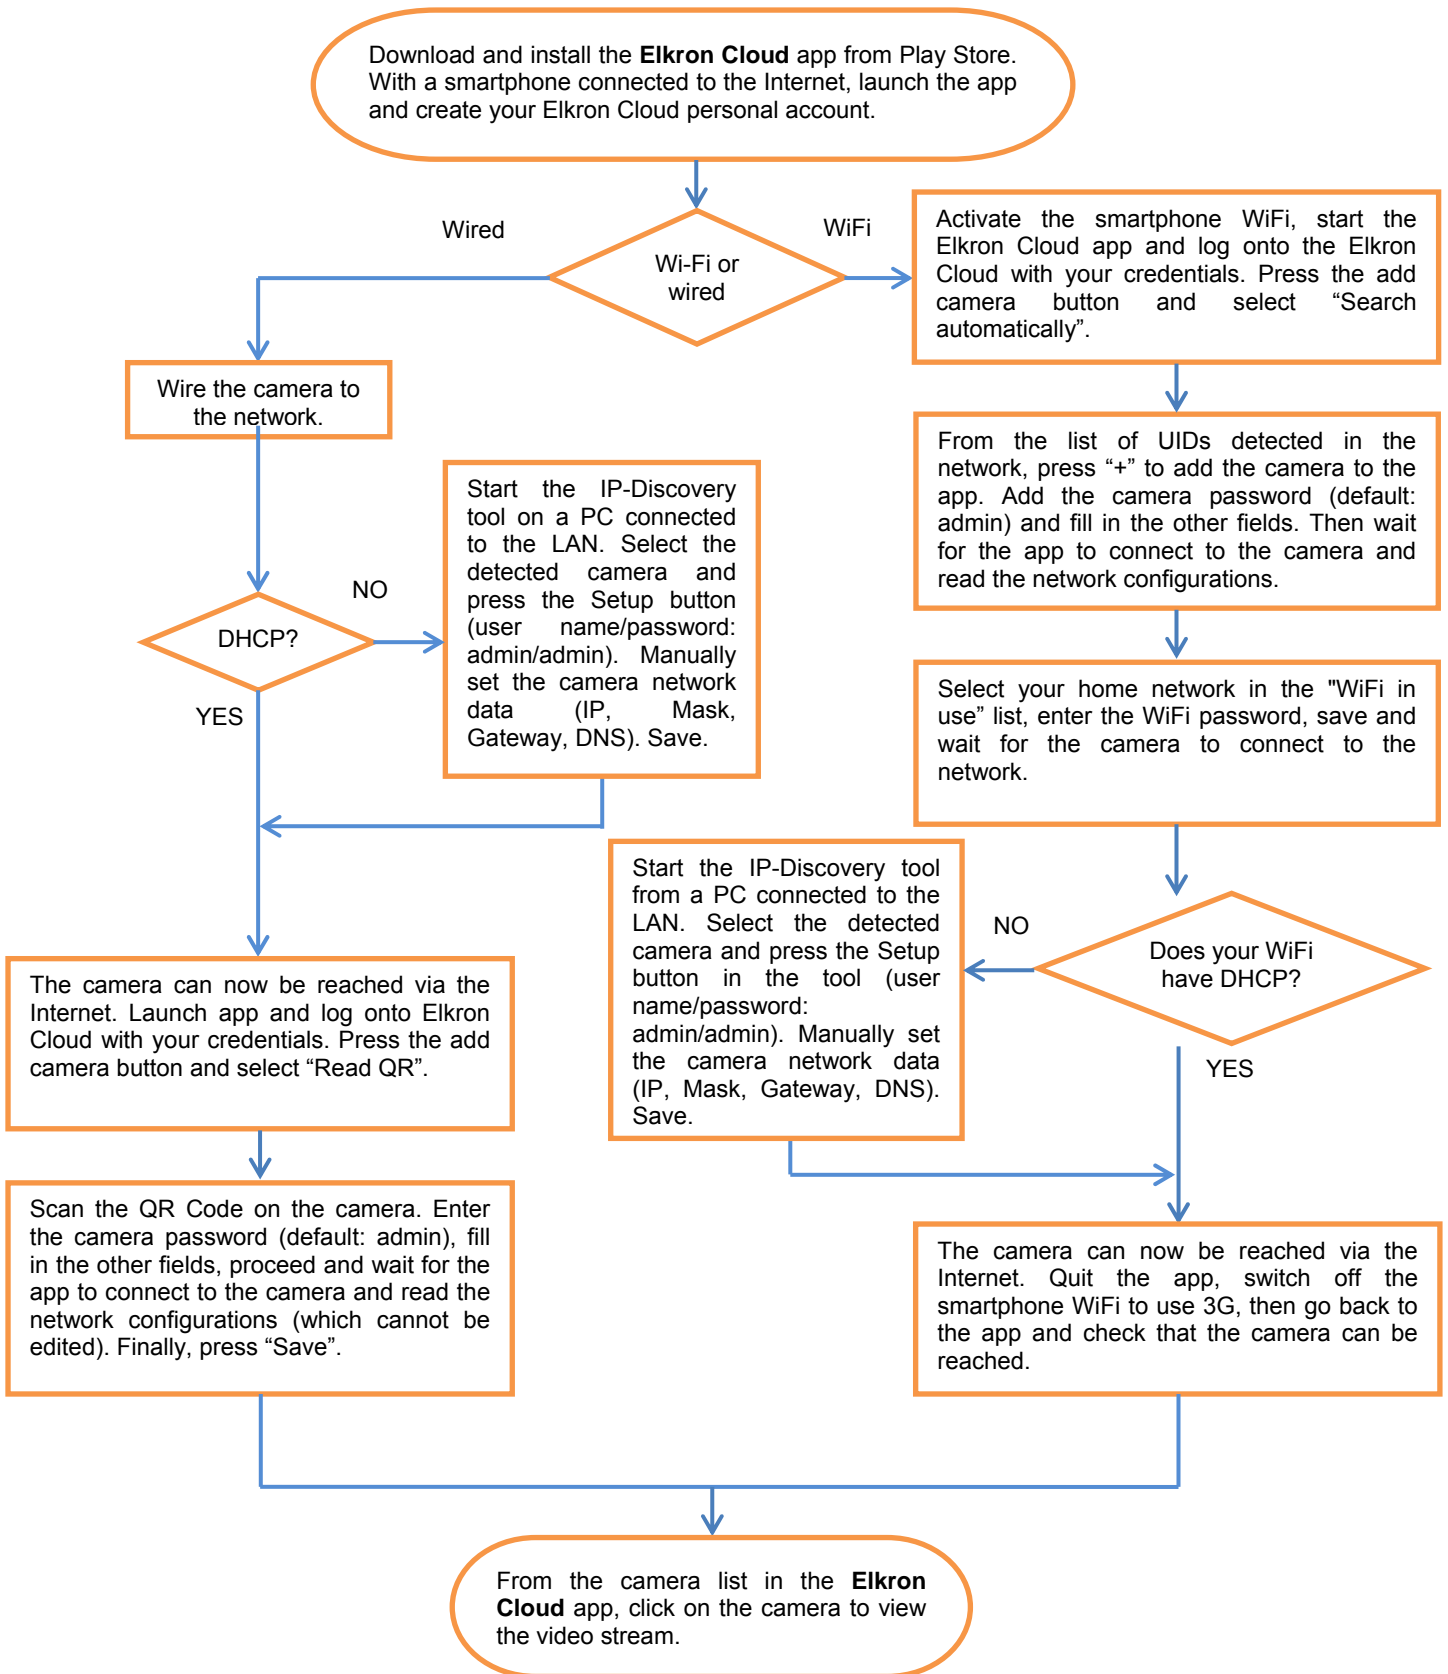 Download and install the Elkron Cloud app from Play Store.
With a smartphone connected to the Internet, launch the app
and create your Elkron Cloud personal account.
Wired
WiFi
Wi-Fi or
wired
Activate the smartphone WiFi, start the
Elkron Cloud app and log onto the Elkron
Cloud with your credentials. Press the add
camera button and select “Search
automatically”.
Wire the camera to
the network.
From the list of UIDs detected in the
network, press “+” to add the camera to the
app. Add the camera password (default:
admin) and fill in the other fields. Then wait
for the app to connect to the camera and
read the network configurations.
Start the IP-Discovery
tool on a PC connected
to the LAN. Select the
detected camera and
press the Setup button
(user name/password:
admin/admin). Manually
set the camera network
data (IP, Mask,
Gateway, DNS). Save.
NO
DHCP?
YES
Select your home network in the "WiFi in
use” list, enter the WiFi password, save and
wait for the camera to connect to the
network.
Start the IP-Discovery tool
from a PC connected to the
LAN. Select the detected
camera and press the Setup
button in the tool (user
name/password:
admin/admin). Manually set
the camera network data
(IP, Mask, Gateway, DNS).
Save.
NO
Does your WiFi
have DHCP?
YES
The camera can now be reached via the
Internet. Launch app and log onto Elkron
Cloud with your credentials. Press the add
camera button and select “Read QR”.
Scan the QR Code on the camera. Enter
the camera password (default: admin), fill
in the other fields, proceed and wait for the
app to connect to the camera and read the
network configurations (which cannot be
edited). Finally, press “Save”.
The camera can now be reached via the
Internet. Quit the app, switch off the
smartphone WiFi to use 3G, then go back to
the app and check that the camera can be
reached.
From the camera list in the Elkron
Cloud app, click on the camera to view
the video stream.